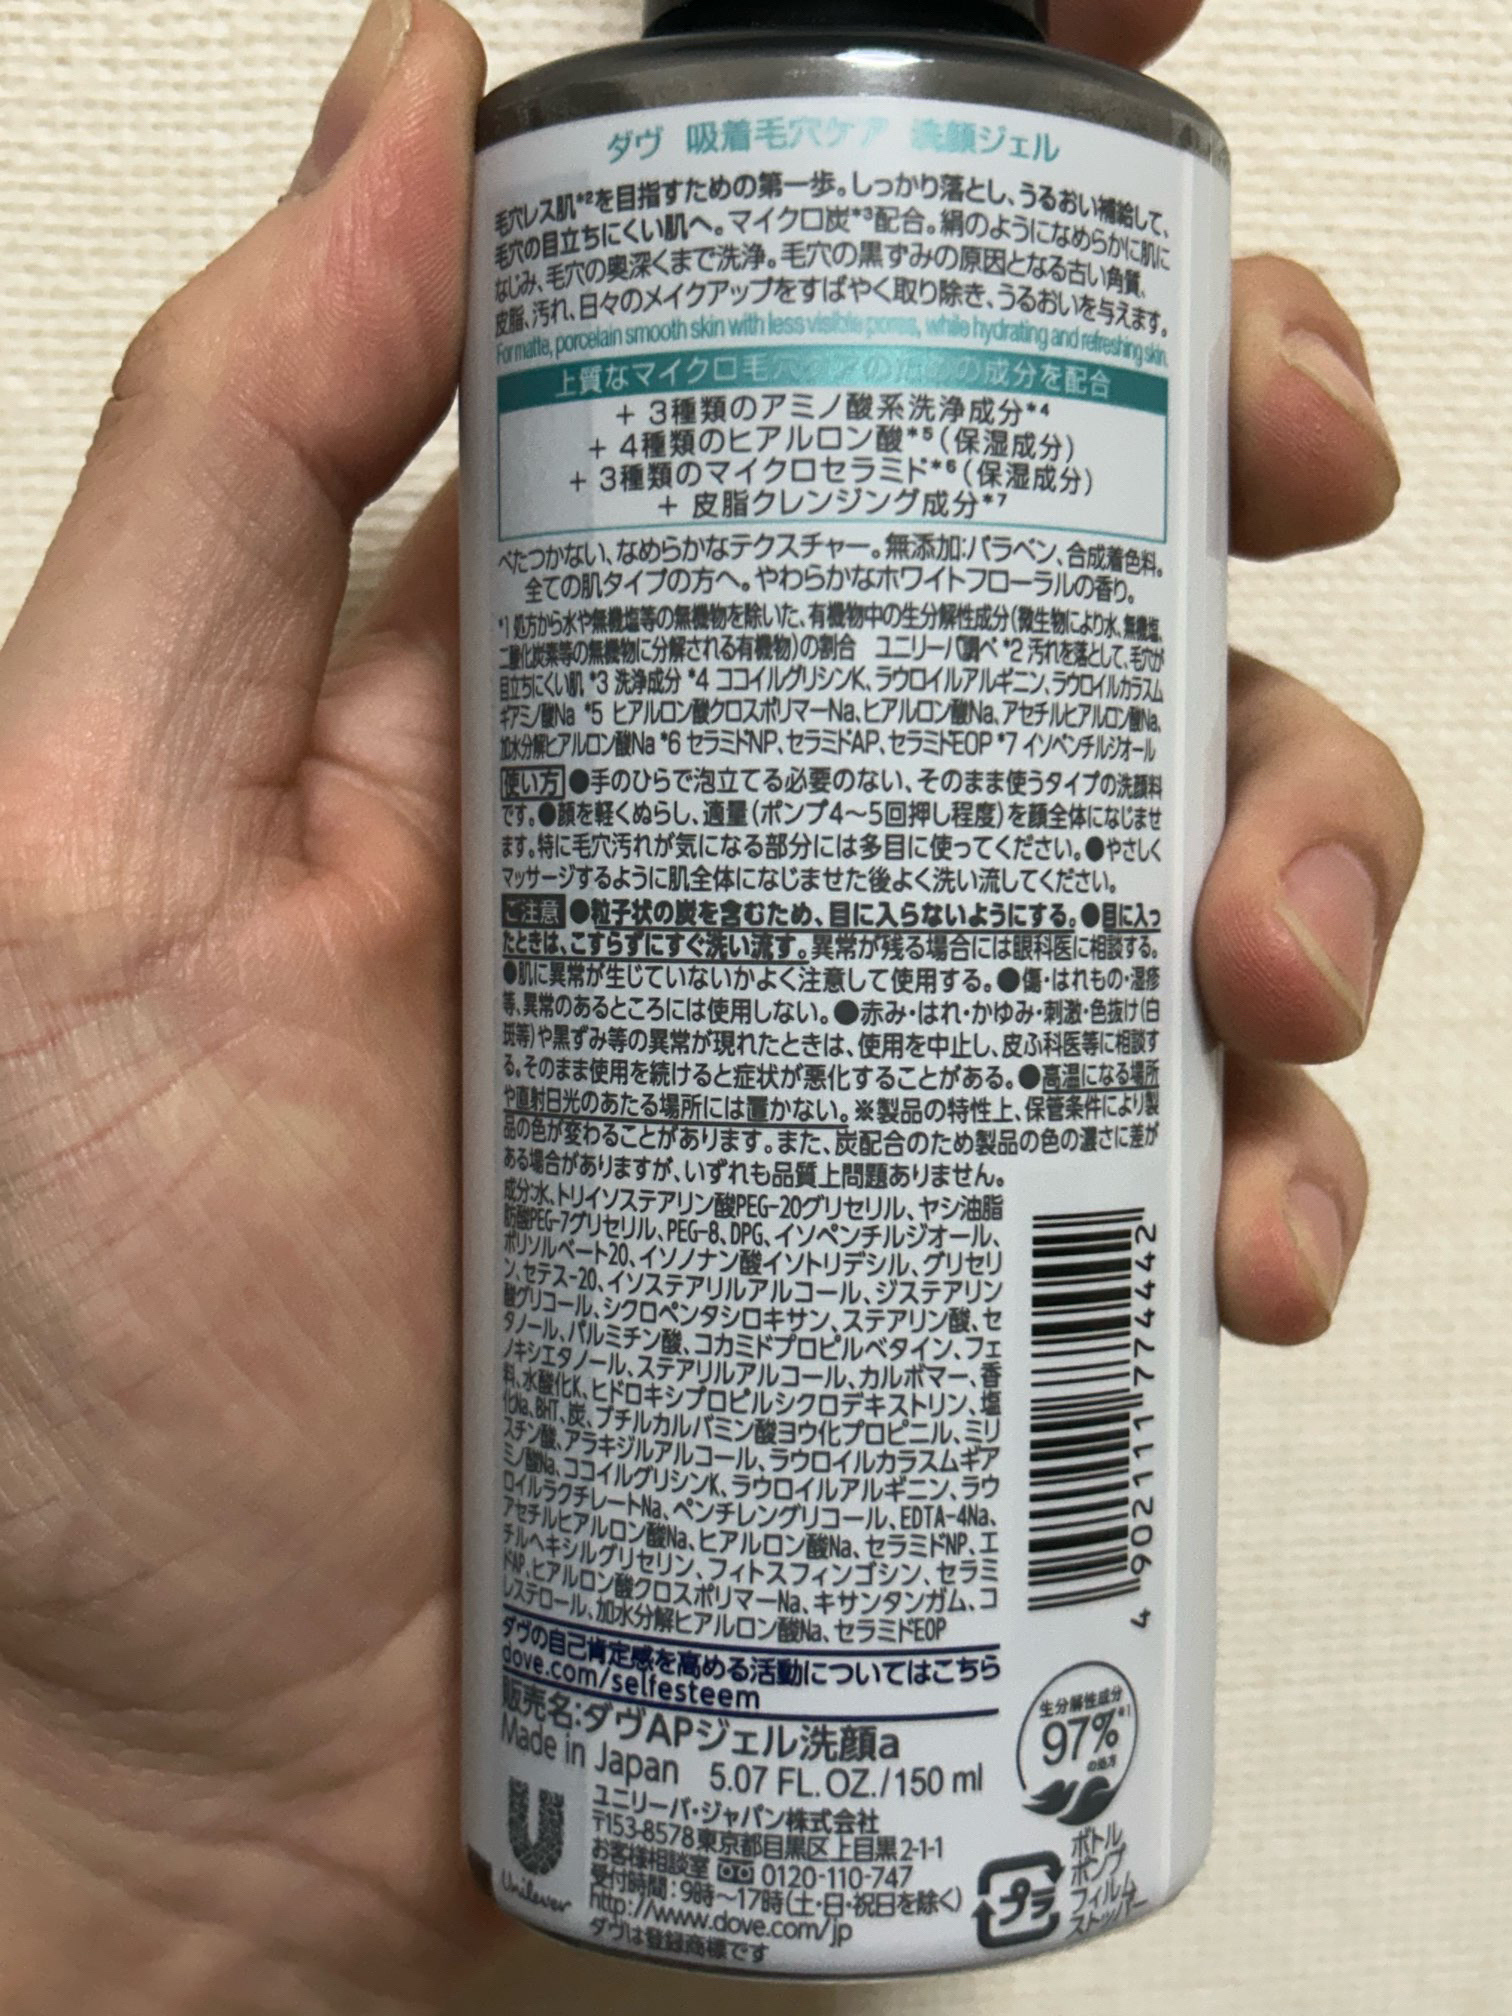 ダヴ 吸着毛穴ケア 洗顔ジェル
毛穴レス肌*2を目指すための第一歩。しっかり落とし、うるおい補給して、
毛穴の目立ちにくい肌へ。マイクロ炭*3配合。絹のようになめらかに肌に
なじみ、毛穴の奥深くまで洗浄。毛穴の黒ずみの原因となる古い角質、
皮脂、汚れ、日々のメイクアップをすばやく取り除き、うるおいを与えます。
For matte, porcelain smooth skin with less visible pores, while hydrating and refreshing skin.
上質なマイクロ毛穴ケアのための成分を配合
+ 3種類のアミノ酸系洗浄成分*4
+ 4種類のヒアルロン酸*5(保湿成分)
+ 3種類のマイクロセラミド*6(保湿成分)
+ 皮脂クレンジング成分*7
べたつかない、なめらかなテクスチャー。無添加:パラベン、合成着色料。
全ての肌タイプの方へ。やわらかなホワイトフローラルの香り。
*1 処方から水や無機塩等の無機物を除いた、有機物中の生分解性成分(微生物により水、無機塩、
二酸化炭素等の無機物に分解される有機物)の割合 ユニリーバ調べ *2 汚れを落として、毛穴が
目立ちにくい肌 *3 洗浄成分 *4 ココイルグリシンK、ラウロイルアルギニン、ラウロイルカラスム
ギアミノ酸Na *5 ヒアルロン酸クロスポリマーNa、ヒアルロン酸Na、アセチルヒアルロン酸Na、
加水分解ヒアルロン酸Na *6 セラミドNP、セラミドAP、セラミドEOP *7 イソペンチルジオール
使い方 ●手のひらで泡立てる必要のない、そのまま使うタイプの洗顔料
です。●顔を軽くぬらし、適量(ポンプ4〜5回押し程度)を顔全体になじませ
ます。特に毛穴汚れが気になる部分には多目に使ってください。●やさしく
マッサージするように肌全体になじませた後よく洗い流してください。
ご注意 ●粒子状の炭を含むため、目に入らないようにする。●目に入っ
たときは、こすらずにすぐ洗い流す。異常が残る場合には眼科医に相談する。
●肌に異常が生じていないかよく注意して使用する。●傷・はれもの・湿疹
等、異常のあるところには使用しない。●赤み・はれ・かゆみ・刺激・色抜け(白
斑等)や黒ずみ等の異常が現れたときは、使用を中止し、皮ふ科医等に相談す
る。そのまま使用を続けると症状が悪化することがある。●高温になる場所
や直射日光のあたる場所には置かない。※製品の特性上、保管条件により製
品の色が変わることがあります。また、炭配合のため製品の色の濃さに差が
ある場合がありますが、いずれも品質上問題ありません。
成分:水、トリイソステアリン酸PEG-20グリセリル、ヤシ油脂
肪酸PEG-7グリセリル、PEG-8、DPG、イソペンチルジオール、
ポリソルベート20、イソノナン酸イソトリデシル、グリセリ
ン、セテス-20、イソステアリルアルコール、ジステアリン
酸グリコール、シクロペンタシロキサン、ステアリン酸、セ
タノール、パルミチン酸、コカミドプロピルベタイン、フェ
ノキシエタノール、ステアリルアルコール、カルボマー、香
料、水酸化K、ヒドロキシプロピルシクロデキストリン、塩
化Na、BHT、炭、ブチルカルバミン酸ヨウ化プロピニル、ミリ
スチン酸、アラキジルアルコール、ラウロイルカラスムギア
ミノ酸Na、ココイルグリシンK、ラウロイルアルギニン、ラウ
ロイルラクチレートNa、ペンチレングリコール、EDTA-4Na、
アセチルヒアルロン酸Na、ヒアルロン酸Na、セラミドNP、エ
チルヘキシルグリセリン、フィトスフィンゴシン、セラミ
ドAP、ヒアルロン酸クロスポリマーNa、キサンタンガム、コ
レステロール、加水分解ヒアルロン酸Na、セラミドEOP
4 902111 774442
ダヴの自己肯定感を高める活動についてはこちら
dove.com/selfesteem
生分解性成分
97%*1
の処方
販売名:ダヴAPジェル洗顔a
Made in Japan 5.07 FL. OZ./150 ml
ユニリーバ・ジャパン株式会社
〒153-8578 東京都目黒区上目黒2-1-1
お客様相談室 0120-110-747
受付時間:9時〜17時(土・日・祝日を除く)
http://www.dove.com/jp
ダヴは登録商標です
Unilever
プラ
ボトル
ポンプ
フィルム
ストッパー